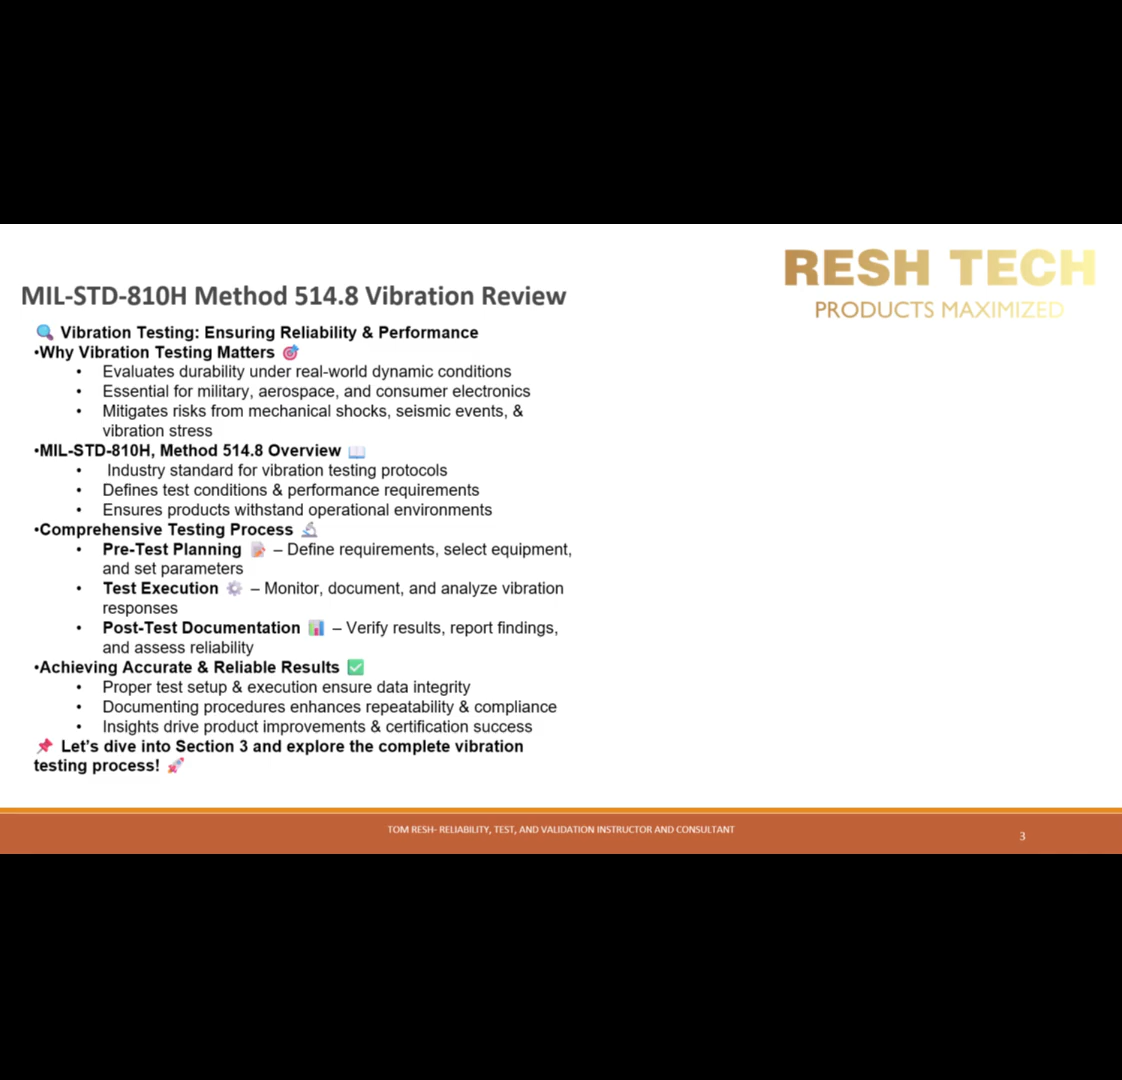 RESH TECH
PRODUCTS MAXIMIZED
MIL-STD-810H Method 514.8 Vibration Review
🔍 Vibration Testing: Ensuring Reliability & Performance
•Why Vibration Testing Matters 🎯
• Evaluates durability under real-world dynamic conditions
• Essential for military, aerospace, and consumer electronics
• Mitigates risks from mechanical shocks, seismic events, &
vibration stress
•MIL-STD-810H, Method 514.8 Overview 📖
• Industry standard for vibration testing protocols
• Defines test conditions & performance requirements
• Ensures products withstand operational environments
•Comprehensive Testing Process 🔬
• Pre-Test Planning 📝 – Define requirements, select equipment,
and set parameters
• Test Execution ⚙️ – Monitor, document, and analyze vibration
responses
• Post-Test Documentation 📊 – Verify results, report findings,
and assess reliability
•Achieving Accurate & Reliable Results ✅
• Proper test setup & execution ensure data integrity
• Documenting procedures enhances repeatability & compliance
• Insights drive product improvements & certification success
📌 Let's dive into Section 3 and explore the complete vibration
testing process! 🚀
TOM RESH- RELIABILITY, TEST, AND VALIDATION INSTRUCTOR AND CONSULTANT
3